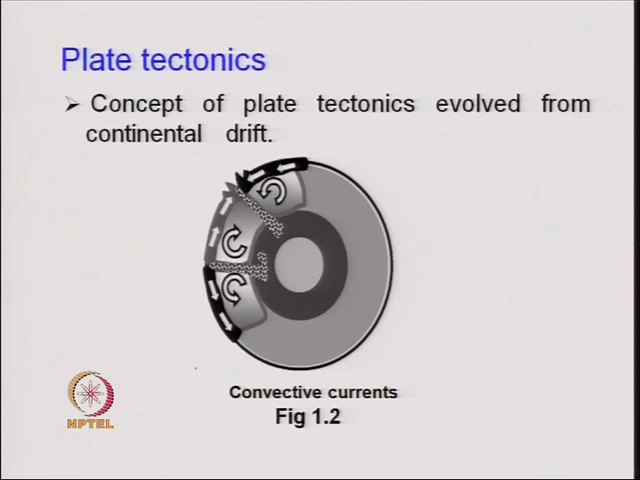 Plate tectonics
➢ Concept of plate tectonics evolved from
continental drift.
Convective currents
Fig 1.2
NPTEL